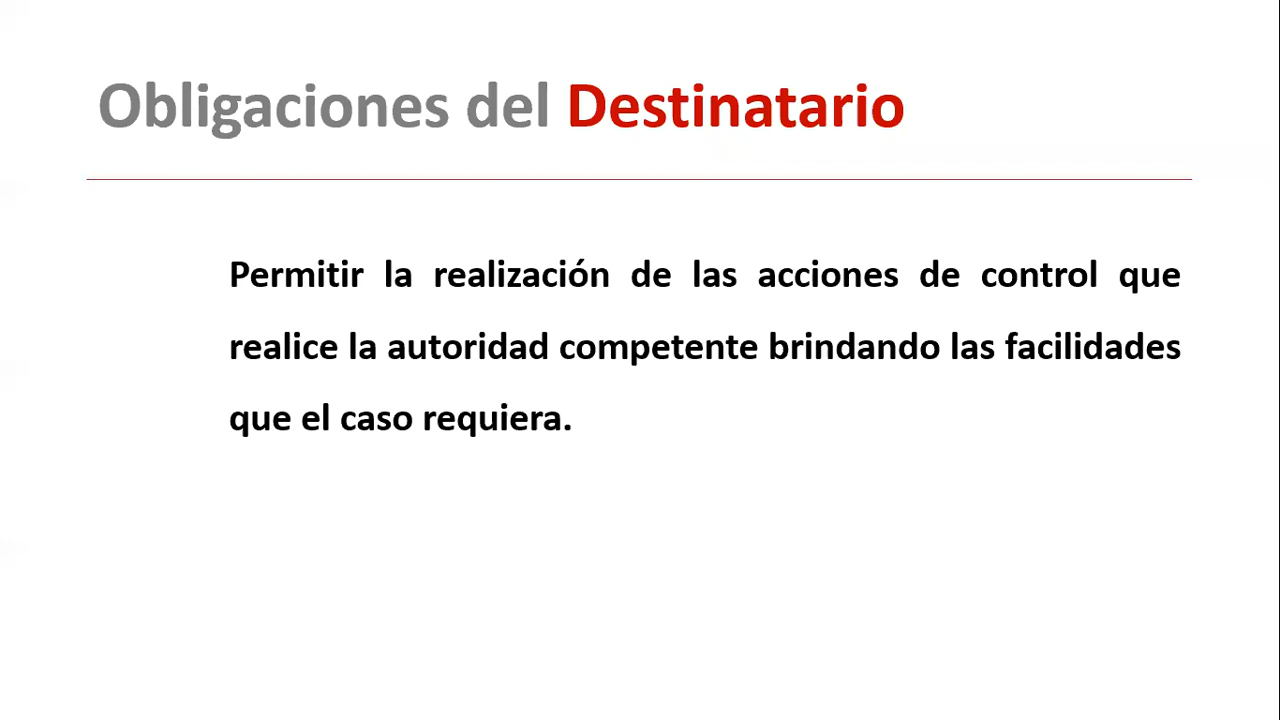 Obligaciones del Destinatario
Permitir la realización de las acciones de control que
realice la autoridad competente brindando las facilidades
que el caso requiera.